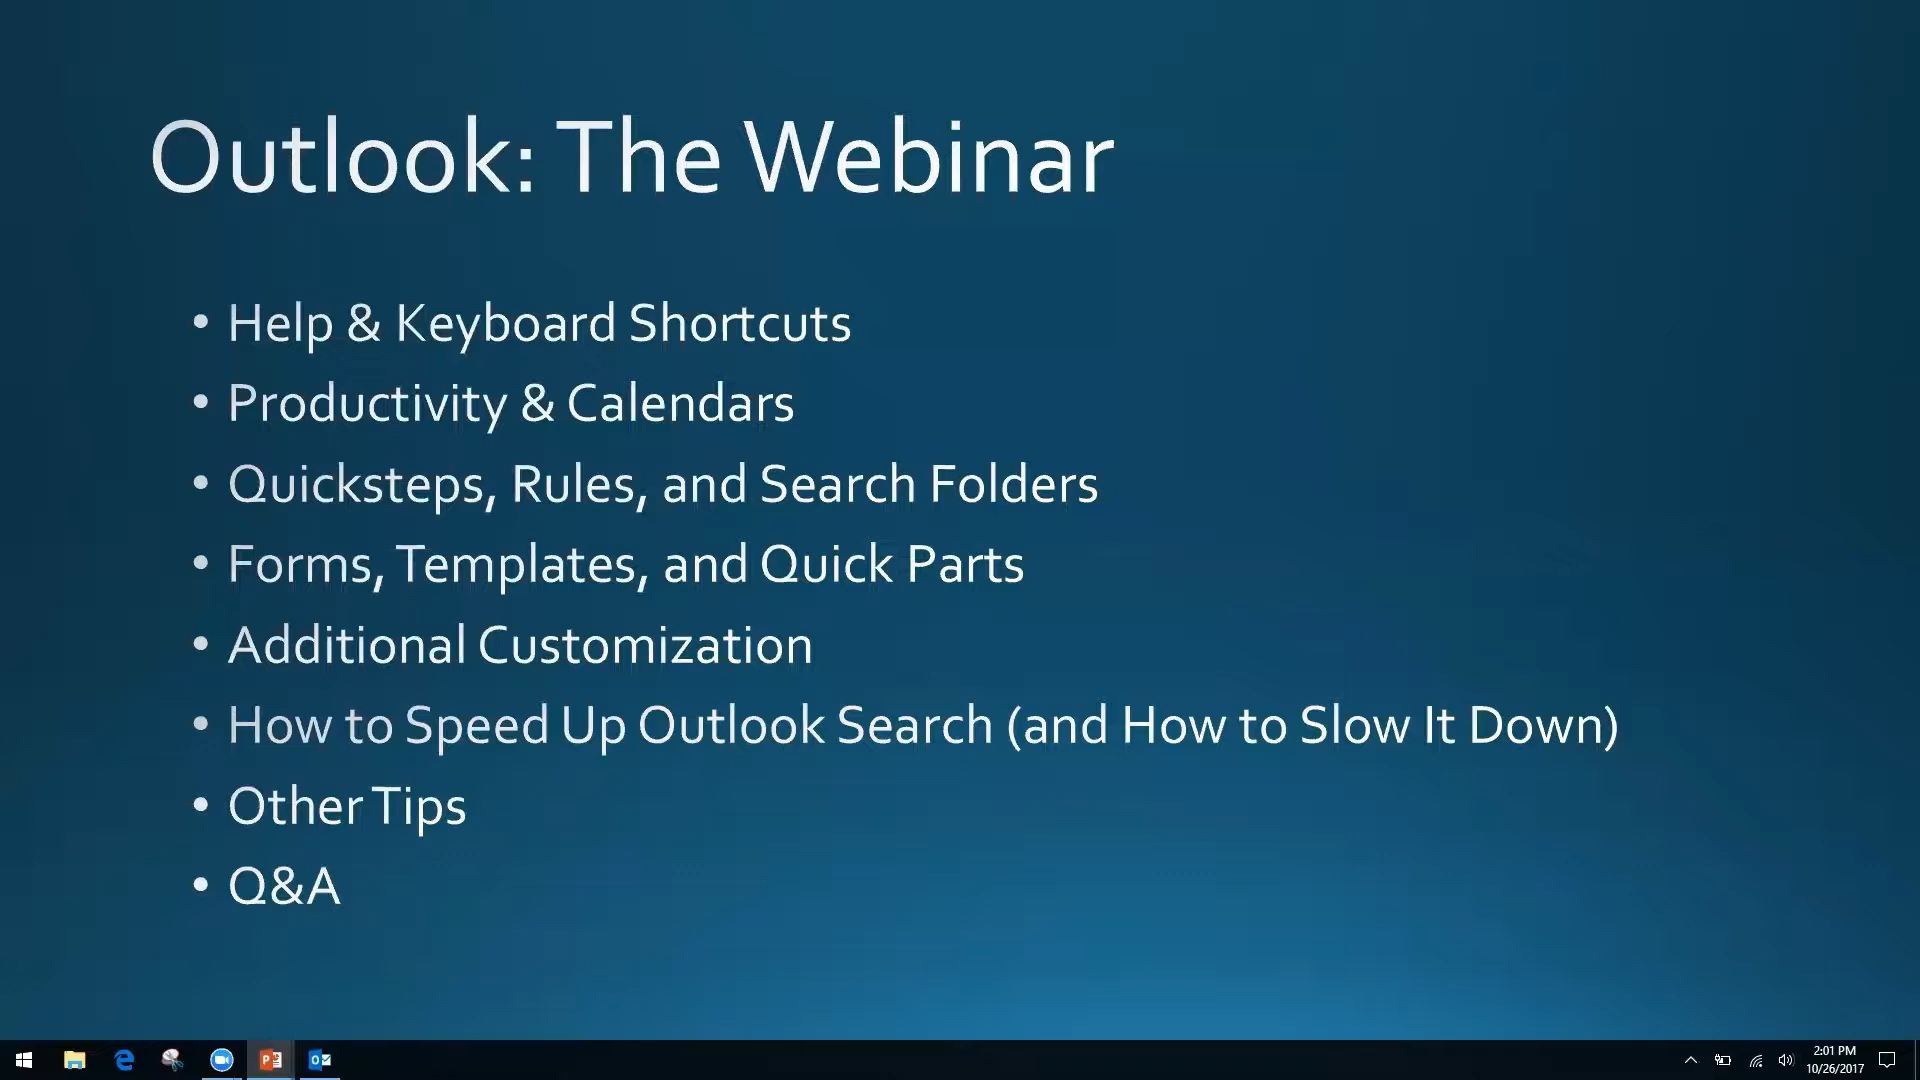 Outlook: The Webinar
• Help & Keyboard Shortcuts
• Productivity & Calendars
• Quicksteps, Rules, and Search Folders
• Forms, Templates, and Quick Parts
• Additional Customization
• How to Speed Up Outlook Search (and How to Slow It Down)
• Other Tips
• Q&A
2:01 PM
10/26/2017